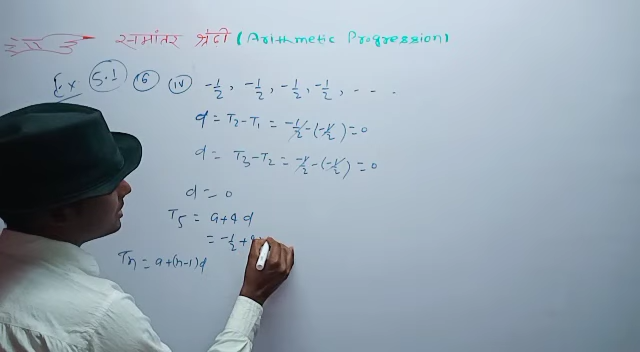 समांतर श्रेढी (Arithmetic Progression)
Ex 5.1 6 iv -1/2, -1/2, -1/2, -1/2, - - .
d = T2-T1 = -1/2-(-1/2)=0
d = T3-T2 = -1/2-(-1/2)=0
d = 0
T5 = a+4d
= -1/2+
Tn = a+(n-1)d